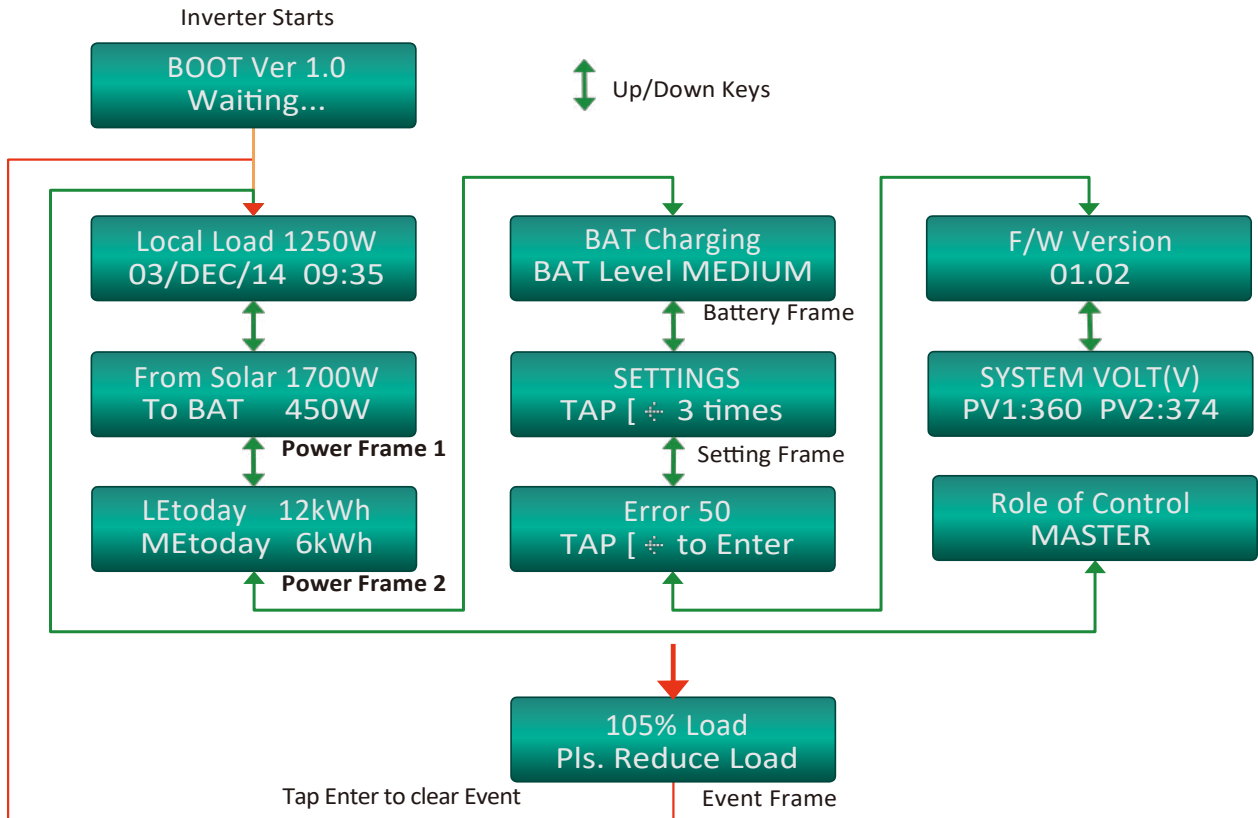 Inverter Starts
BOOT Ver 1.0
Waiting...
Up/Down Keys
Local Load 1250W
03/DEC/14 09:35
From Solar 1700W
To BAT 450W
Power Frame 1
LEtoday 12kWh
MEtoday 6kWh
Power Frame 2
BAT Charging
BAT Level MEDIUM
Battery Frame
SETTINGS
TAP [ ⁜ 3 times
Setting Frame
Error 50
TAP [ ⁜ to Enter
F/W Version
01.02
SYSTEM VOLT(V)
PV1:360 PV2:374
Role of Control
MASTER
105% Load
Pls. Reduce Load
Tap Enter to clear Event
Event Frame